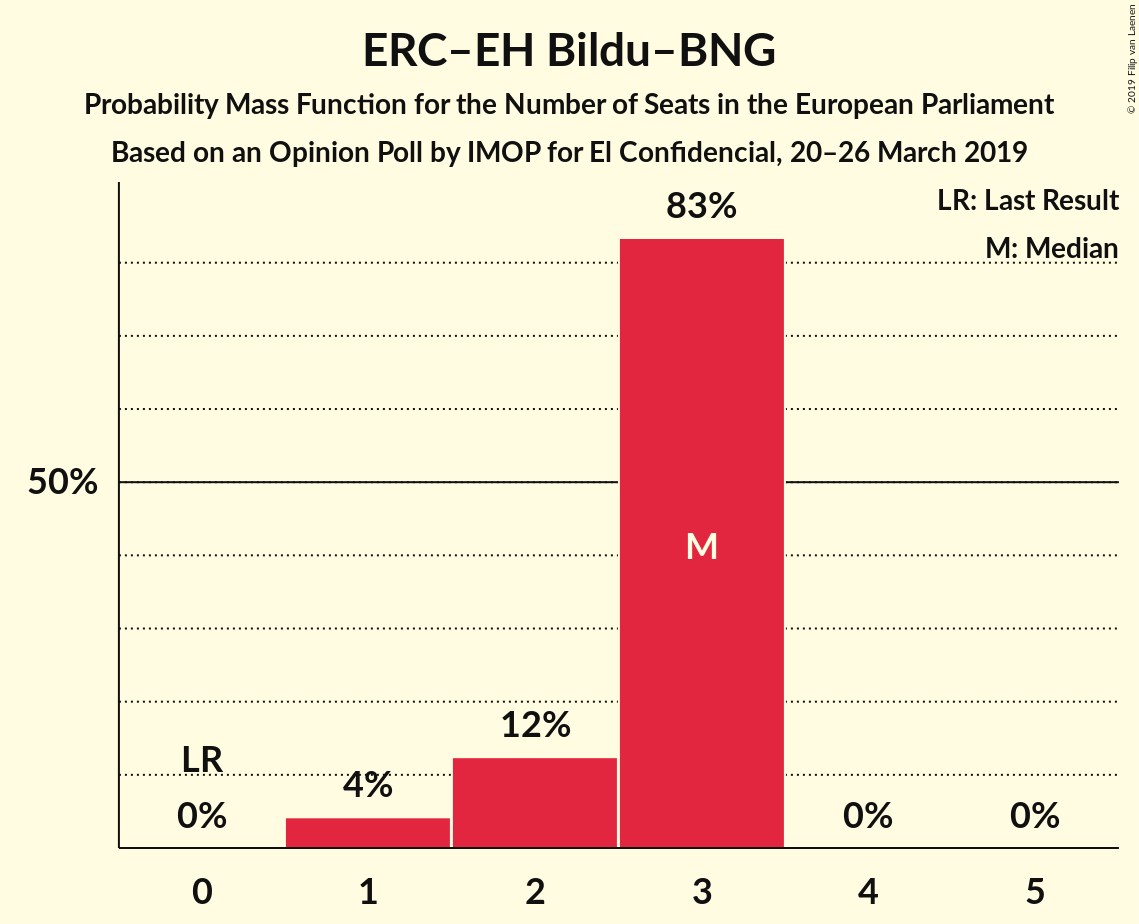 ERC–EH Bildu–BNG
Probability Mass Function for the Number of Seats in the European Parliament
Based on an Opinion Poll by IMOP for El Confidencial, 20–26 March 2019
© 2019 Filip van Laenen
LR: Last Result
M: Median
83%
50%
M
12%
LR
4%
0%
0%
0%
0 1 2 3 4 5